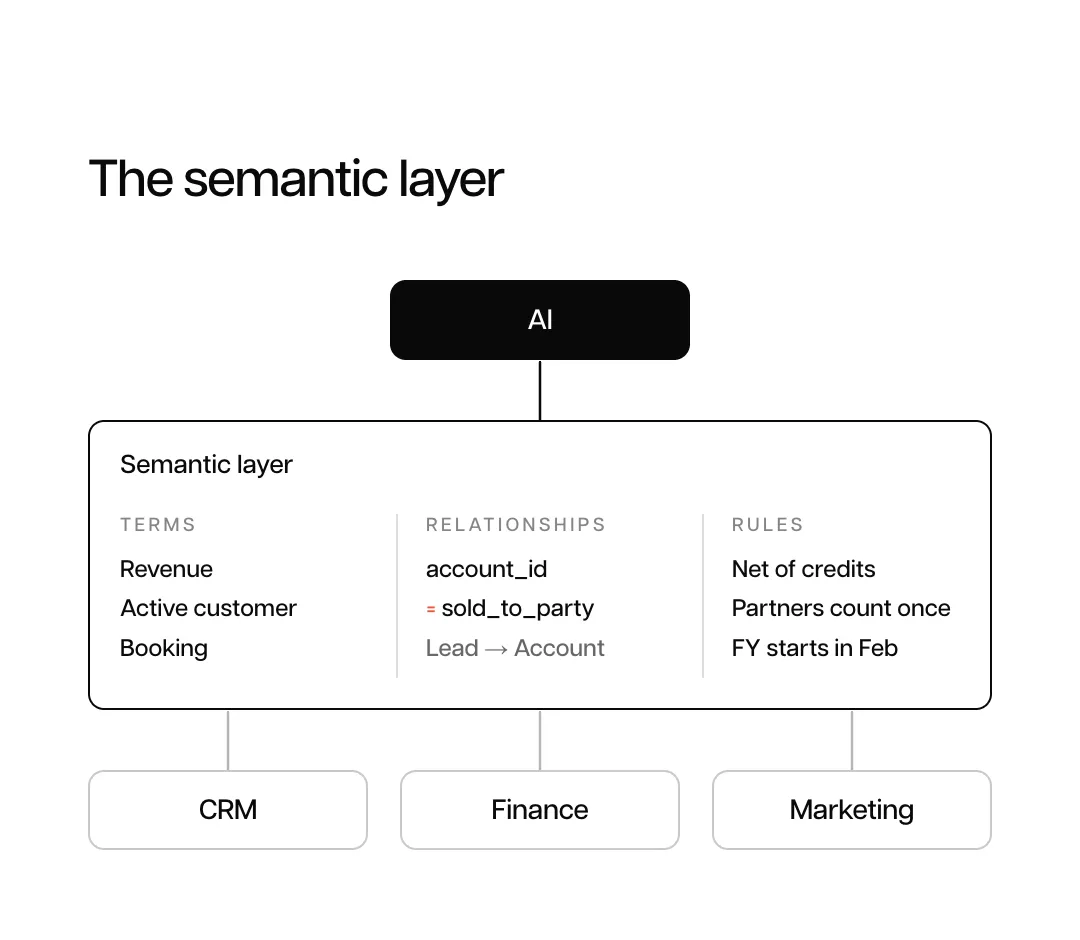 The semantic layer
AI
Semantic layer
TERMS
Revenue
Active customer
Booking
RELATIONSHIPS
account_id
= sold_to_party
Lead → Account
RULES
Net of credits
Partners count once
FY starts in Feb
CRM
Finance
Marketing